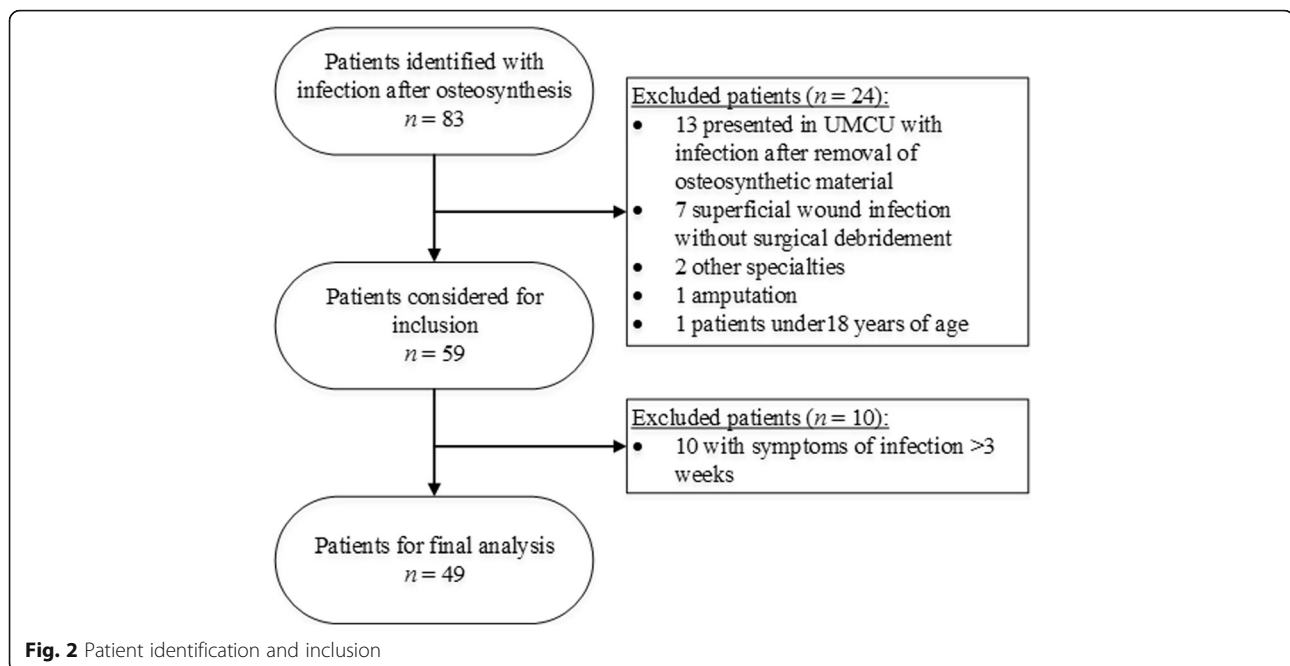 Patients identified with
infection after osteosynthesis
n = 83
Excluded patients (n = 24):
• 13 presented in UMCU with
infection after removal of
osteosynthetic material
• 7 superficial wound infection
without surgical debridement
• 2 other specialties
• 1 amputation
• 1 patients under18 years of age
Patients considered for
inclusion
n = 59
Excluded patients (n = 10):
• 10 with symptoms of infection >3
weeks
Patients for final analysis
n = 49
Fig. 2 Patient identification and inclusion